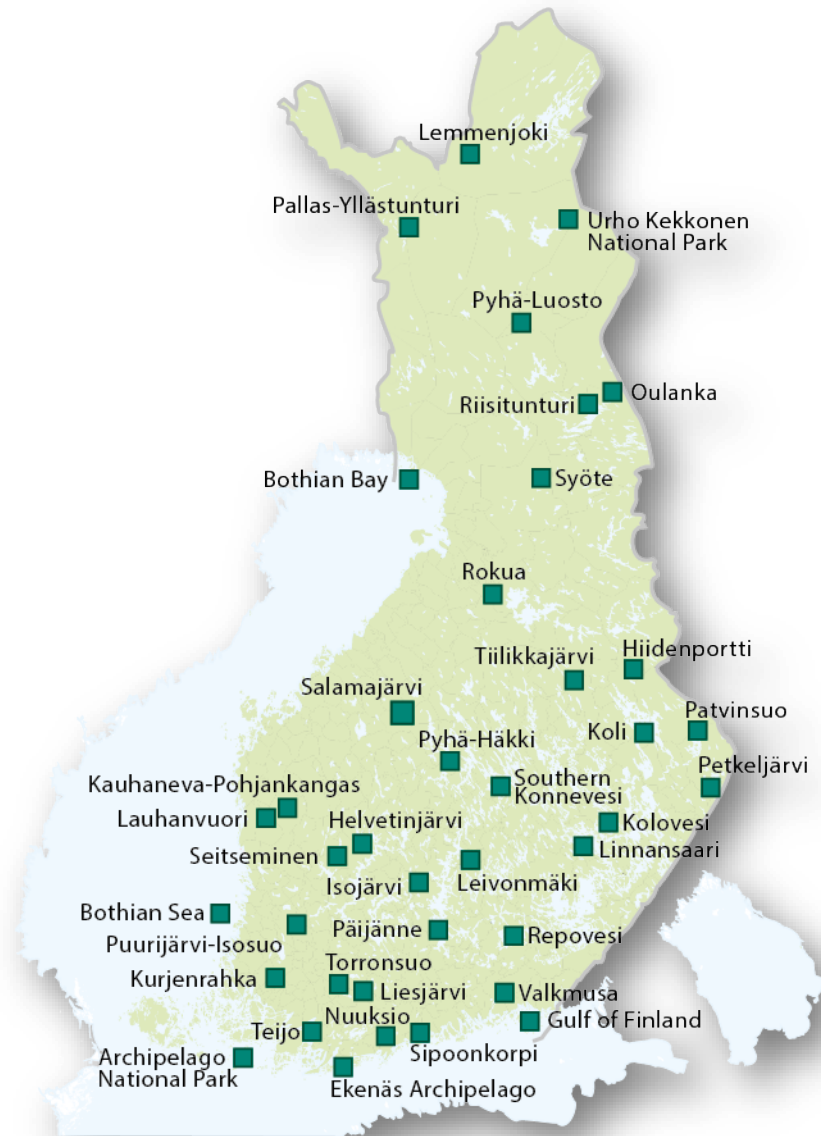 Lemmenjoki
Pallas-Yllästunturi
Urho Kekkonen
National Park
Pyhä-Luosto
Oulanka
Riisitunturi
Bothian Bay
Syöte
Rokua
Tiilikkajärvi
Hiidenportti
Salamajärvi
Patvinsuo
Koli
Pyhä-Häkki
Petkeljärvi
Southern
Konnevesi
Kauhaneva-Pohjankangas
Lauhanvuori
Helvetinjärvi
Kolovesi
Linnansaari
Seitseminen
Leivonmäki
Isojärvi
Bothian Sea
Puurijärvi-Isosuo
Päijänne
Repovesi
Torronsuo
Kurjenrahka
Liesjärvi
Valkmusa
Nuuksio
Gulf of Finland
Teijo
Sipoonkorpi
Archipelago
National Park
Ekenäs Archipelago